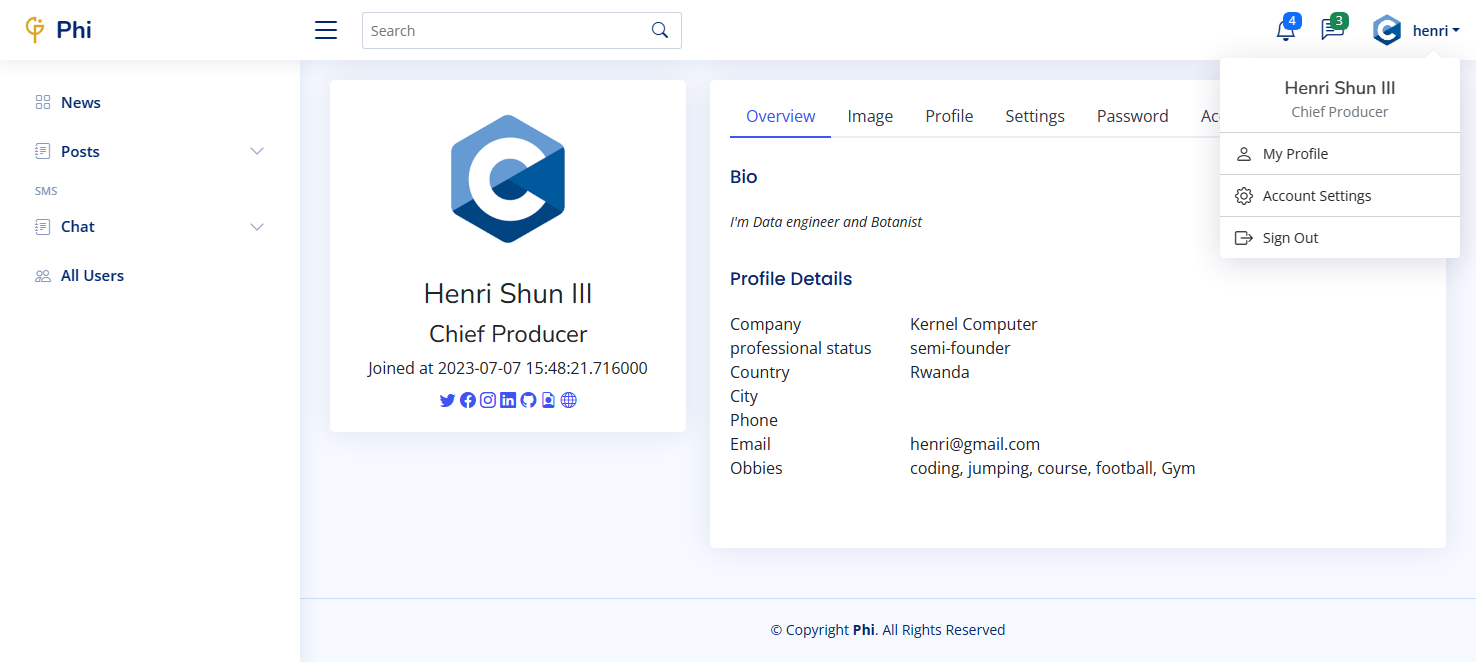 Phi
Search
4
3
henri
News
Posts
SMS
Chat
All Users
Henri Shun III
Chief Producer
My Profile
Account Settings
Sign Out
Henri Shun III
Chief Producer
Joined at 2023-07-07 15:48:21.716000
Overview Image Profile Settings Password Ac
Bio
I'm Data engineer and Botanist
Profile Details
Company Kernel Computer
professional status semi-founder
Country Rwanda
City
Phone
Email henri@gmail.com
Obbies coding, jumping, course, football, Gym
© Copyright Phi. All Rights Reserved